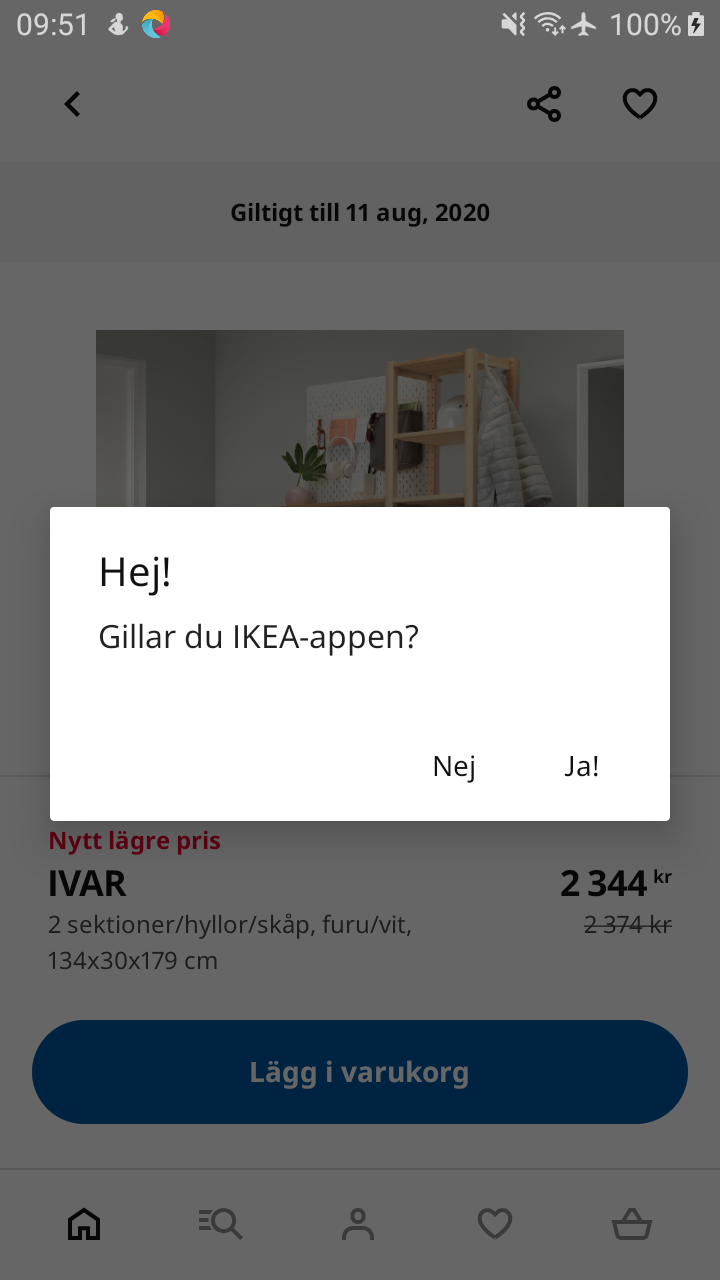 09:51
100%
Giltigt till 11 aug, 2020
Hej!
Gillar du IKEA-appen?
Nej
Ja!
Nytt lägre pris
IVAR
2 344 kr
2 sektioner/hyllor/skåp, furu/vit,
2 374 kr
134x30x179 cm
Lägg i varukorg